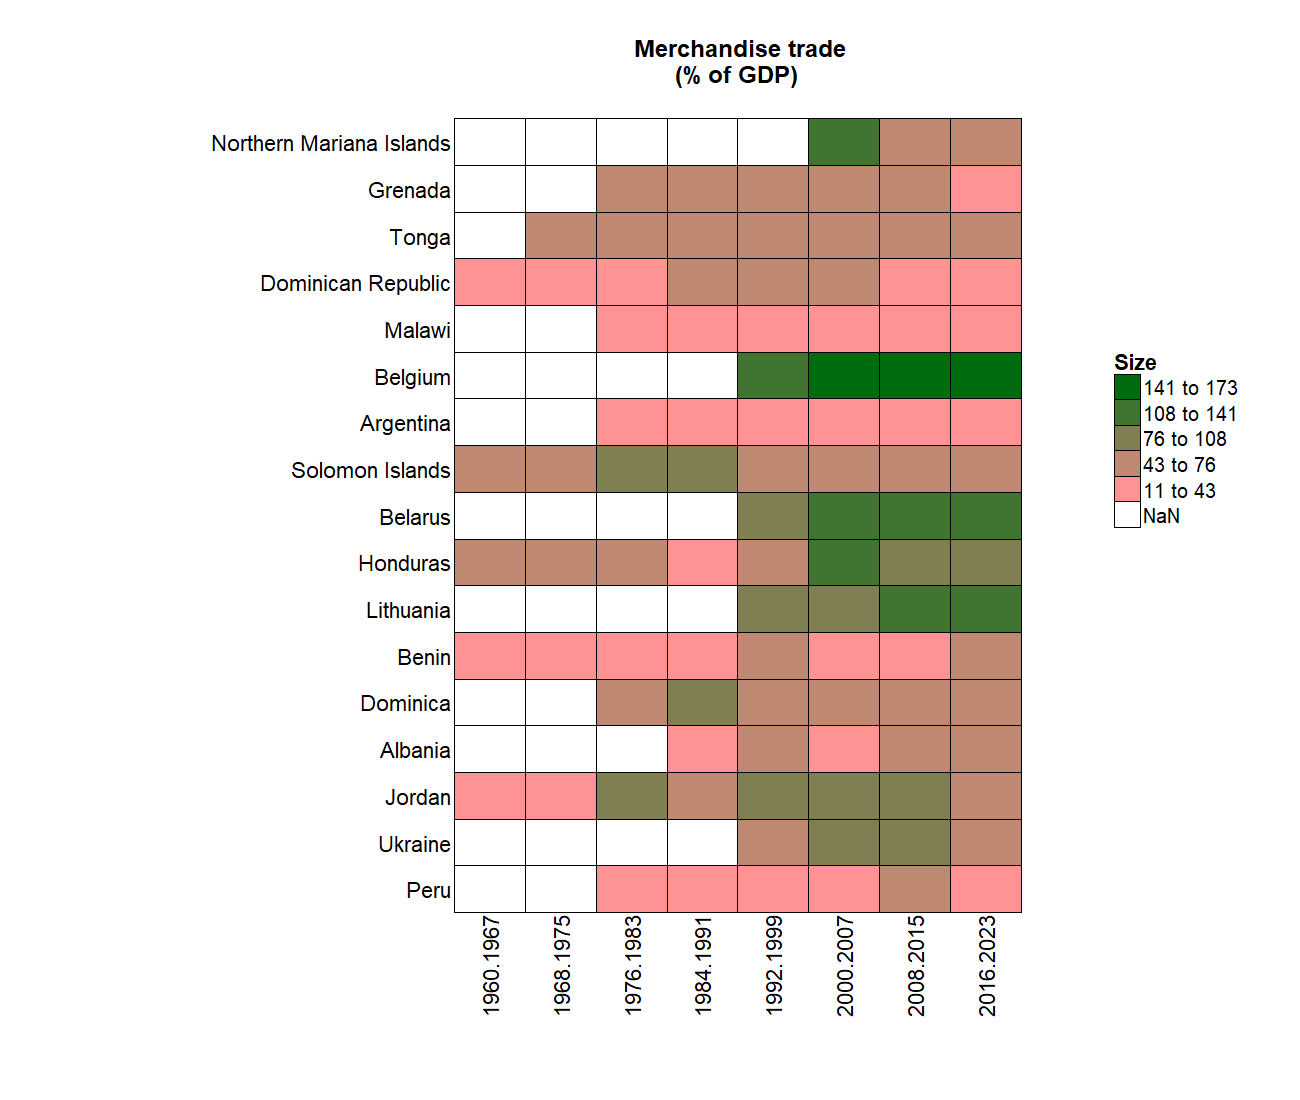 Merchandise trade
(% of GDP)
Northern Mariana Islands
Grenada
Tonga
Dominican Republic
Malawi
Belgium
Argentina
Solomon Islands
Belarus
Honduras
Lithuania
Benin
Dominica
Albania
Jordan
Ukraine
Peru
1960.1967
1968.1975
1976.1983
1984.1991
1992.1999
2000.2007
2008.2015
2016.2023
Size
141 to 173
108 to 141
76 to 108
43 to 76
11 to 43
NaN